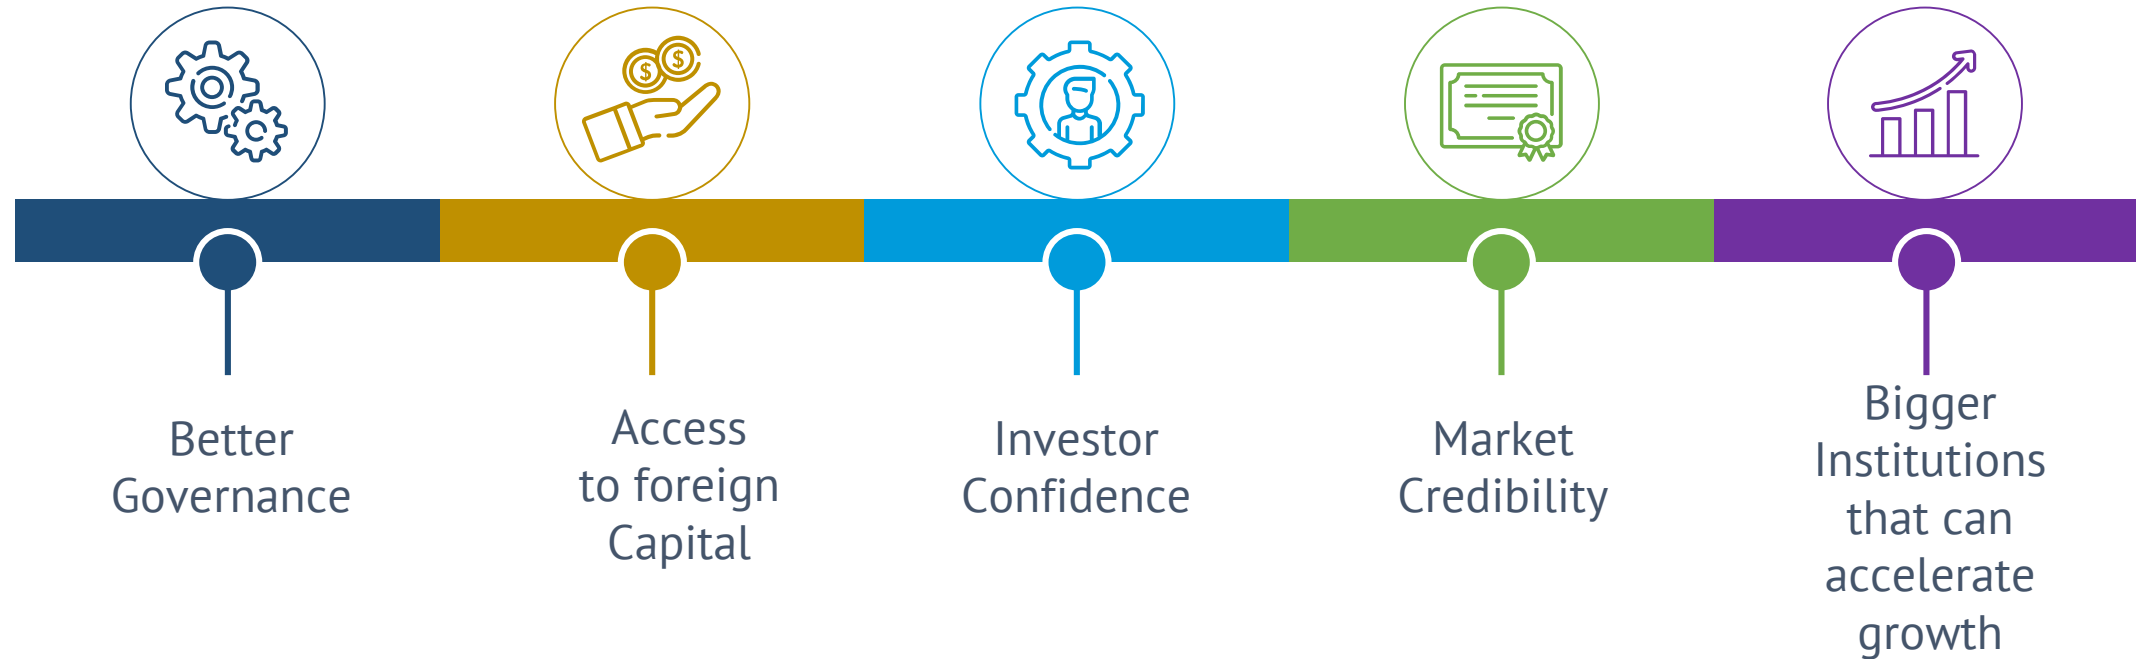 $ $
Better
Governance
Access
to foreign
Capital
Investor
Confidence
Market
Credibility
Bigger
Institutions
that can
accelerate
growth